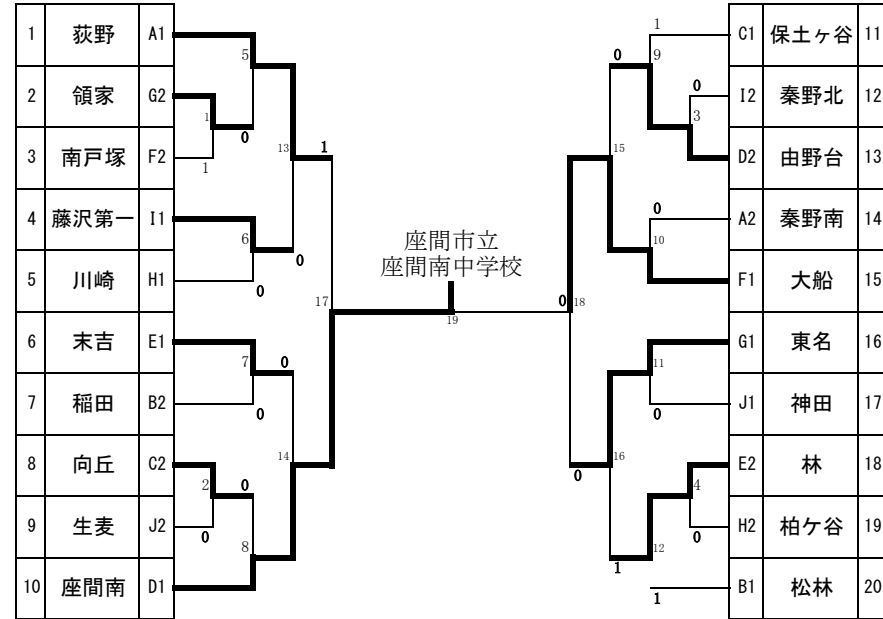 1 荻野 A1
2 領家 G2
3 南戸塚 F2
4 藤沢第一 I1
5 川崎 H1
6 末吉 E1
7 稲田 B2
8 向丘 C2
9 生麦 J2
10 座間南 D1
5
1
0
1
13
1
6
0
0
17
7
0
0
14
2
0
0
8
座間市立
座間南中学校
19
0
18
1
9
0
0
3
15
0
10
11
0
16
0
4
0
12
1
1
C1 保土ヶ谷 11
I2 秦野北 12
D2 由野台 13
A2 秦野南 14
F1 大船 15
G1 東名 16
J1 神田 17
E2 林 18
H2 柏ケ谷 19
B1 松林 20